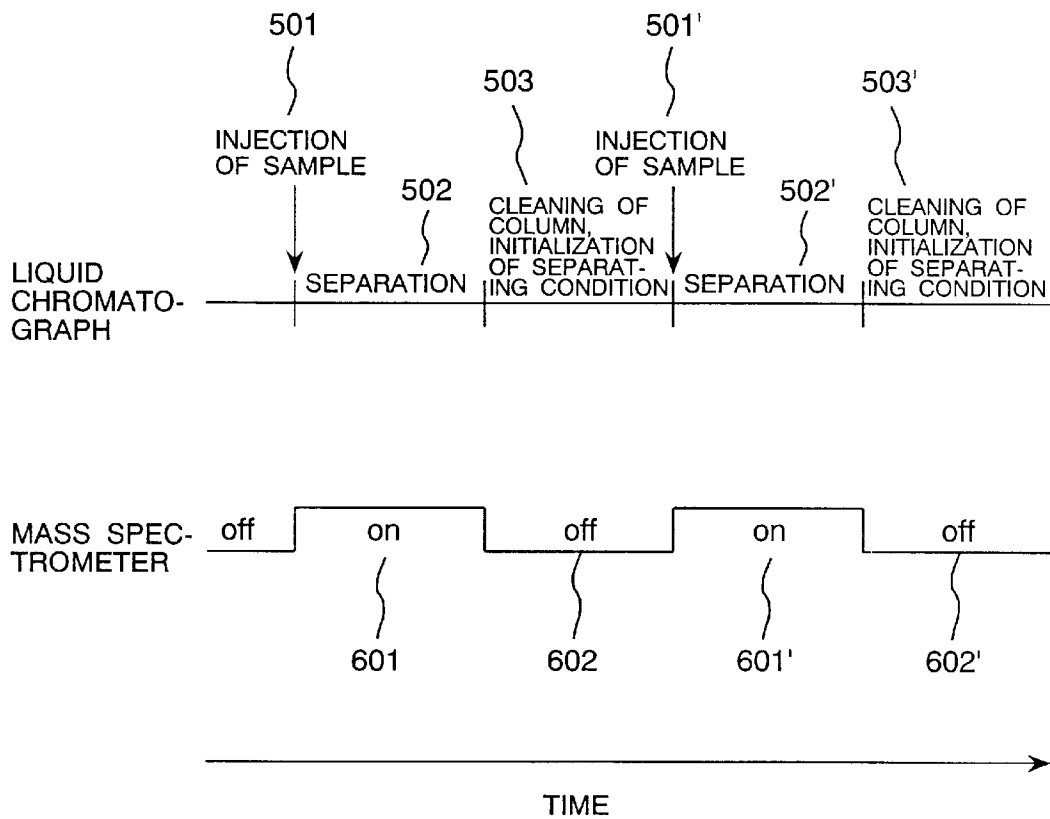 501
501'
503
503'
INJECTION
OF SAMPLE
INJECTION
OF SAMPLE
502
502'
CLEANING OF
COLUMN,
INITIALIZATION
OF SEPARAT-
ING CONDITION
CLEANING OF
COLUMN,
INITIALIZATION
OF SEPARAT-
ING CONDITION
SEPARATION
SEPARATION
LIQUID
CHROMATO-
GRAPH
MASS SPEC-
TROMETER
off
on
off
on
off
601
602
601'
602'
TIME